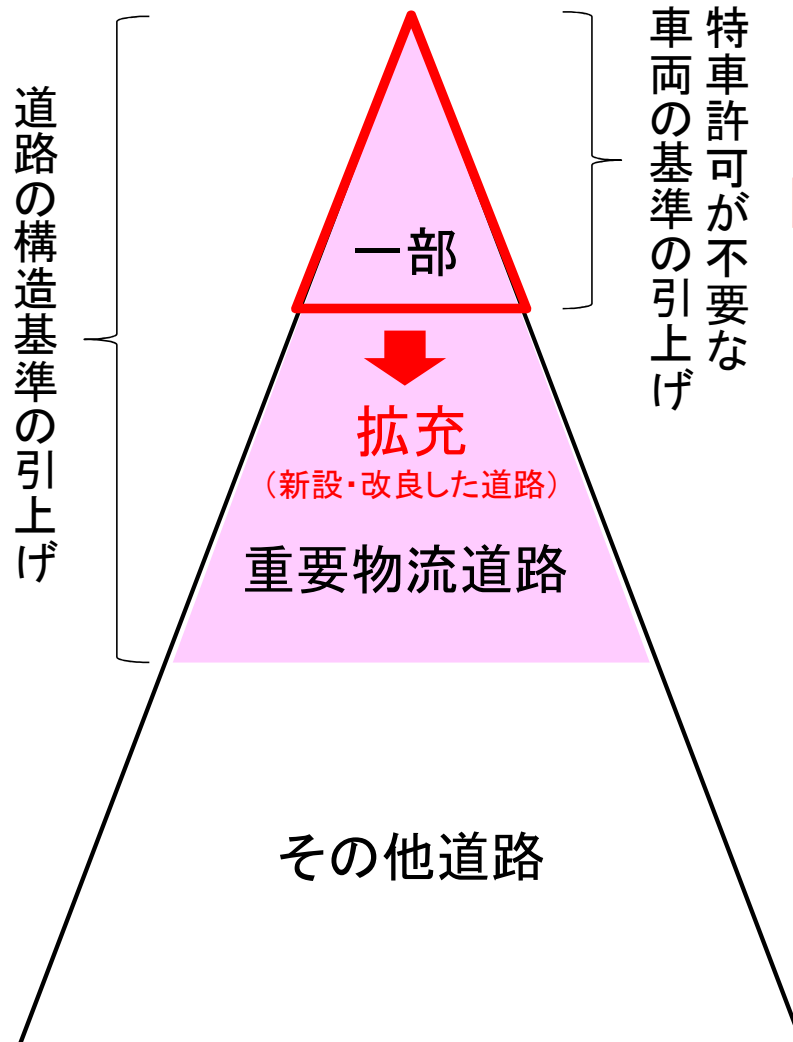 道路の構造基準の引上げ
特車許可が不要な
車両の基準の引上げ
一部
拡充
（新設・改良した道路）
重要物流道路
その他道路